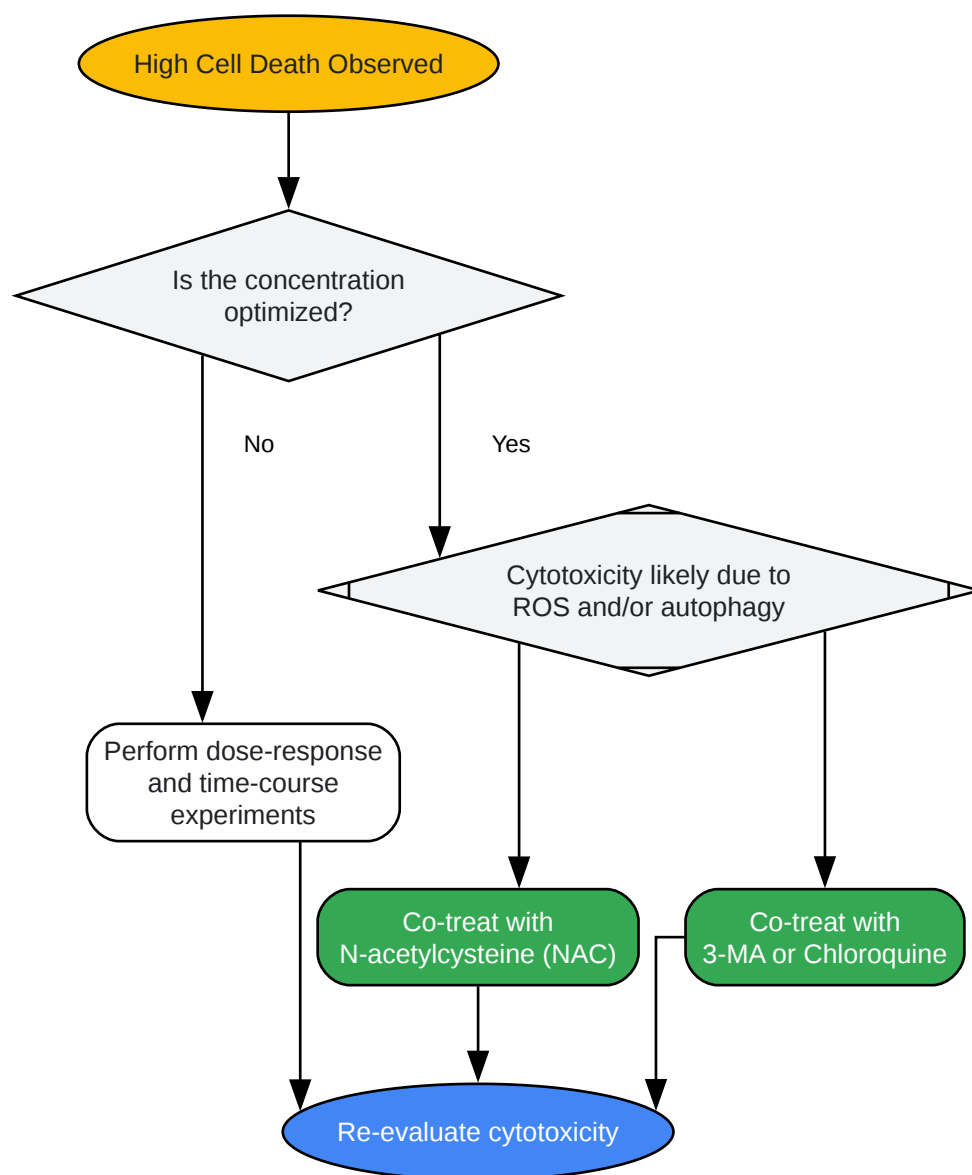 High Cell Death Observed
Is the concentration
optimized?
No
Yes
Cytotoxicity likely due to
ROS and/or autophagy
Perform dose-response
and time-course
experiments
Co-treat with
N-acetylcysteine (NAC)
Co-treat with
3-MA or Chloroquine
Re-evaluate cytotoxicity